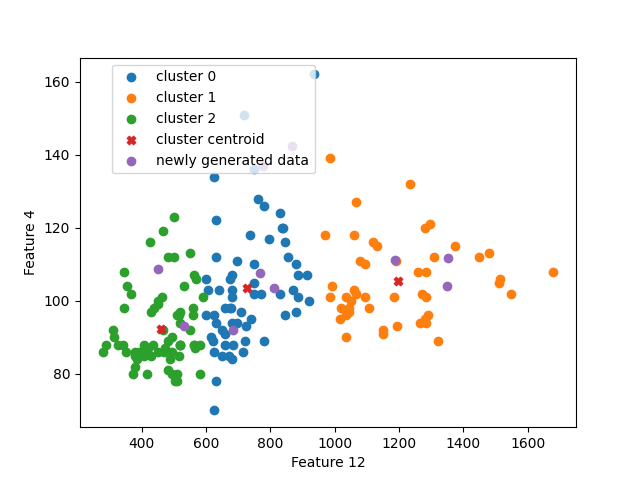 cluster 0
cluster 1
cluster 2
cluster centroid
newly generated data
160
140
120
100
80
Feature 4
400
600
800
1000
1200
1400
1600
Feature 12